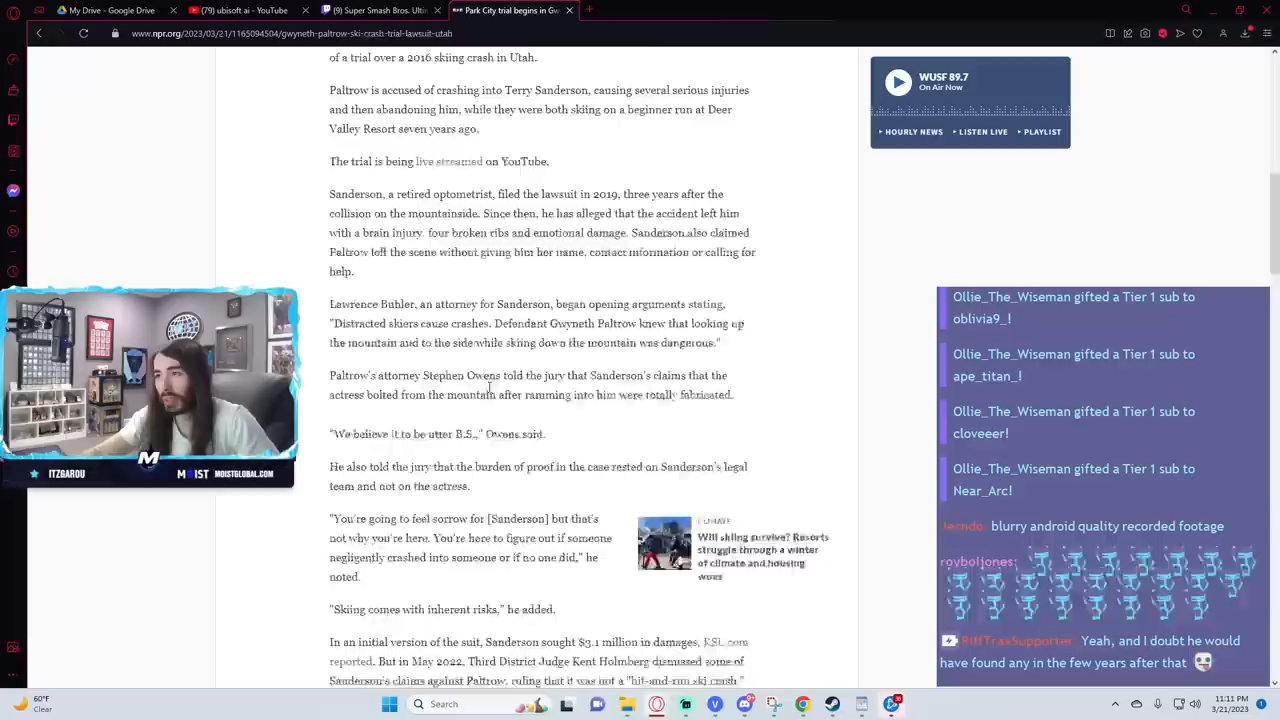 My Drive - Google Drive
(79) ubisoft ai - YouTube
(9) Super Smash Bros. Ultim
Park City trial begins in Gw
www.npr.org/2023/03/21/1165094504/gwyneth-paltrow-ski-crash-trial-lawsuit-utah
of a trial over a 2016 skiing crash in Utah.
Paltrow is accused of crashing into Terry Sanderson, causing several serious injuries
and then abandoning him, while they were both skiing on a beginner run at Deer
Valley Resort seven years ago.
The trial is being live streamed on YouTube.
Sanderson, a retired optometrist, filed the lawsuit in 2019, three years after the
collision on the mountainside. Since then, he has alleged that the accident left him
with a brain injury, four broken ribs and emotional damage. Sanderson also claimed
Paltrow left the scene without giving him her name, contact information or calling for
help.
Lawrence Buhler, an attorney for Sanderson, began opening arguments stating,
"Distracted skiers cause crashes. Defendant Gwyneth Paltrow knew that looking up
the mountain and to the side while skiing down the mountain was dangerous."
Paltrow's attorney Stephen Owens told the jury that Sanderson's claims that the
actress bolted from the mountain after ramming into him were totally fabricated.
"We believe it to be utter B.S.," Owens said.
He also told the jury that the burden of proof in the case rested on Sanderson's legal
team and not on the actress.
"You're going to feel sorrow for [Sanderson] but that's
not why you're here. You're here to figure out if someone
negligently crashed into someone or if no one did," he
noted.
CLIMATE
Will skiing survive? Resorts
struggle through a winter
of climate and housing
woes
"Skiing comes with inherent risks," he added.
In an initial version of the suit, Sanderson sought $3.1 million in damages, KSL.com
reported. But in May 2022, Third District Judge Kent Holmberg dismissed some of
Sanderson's claims against Paltrow, ruling that it was not a "hit-and-run ski crash."
WUSF 89.7
On Air Now
HOURLY NEWS
LISTEN LIVE
PLAYLIST
ITZGAROU
M
MOIST
MOISTGLOBAL.COM
Ollie_The_Wiseman gifted a Tier 1 sub to
oblivia9_!
Ollie_The_Wiseman gifted a Tier 1 sub to
ape_titan_!
Ollie_The_Wiseman gifted a Tier 1 sub to
cloveeer!
Ollie_The_Wiseman gifted a Tier 1 sub to
Near_Arc!
blurry android quality recorded footage
royboijones:
RiffTraxSupporter: Yeah, and I doubt he would
have found any in the few years after that
60°F
Clear
Search
11:11 PM
3/21/2023